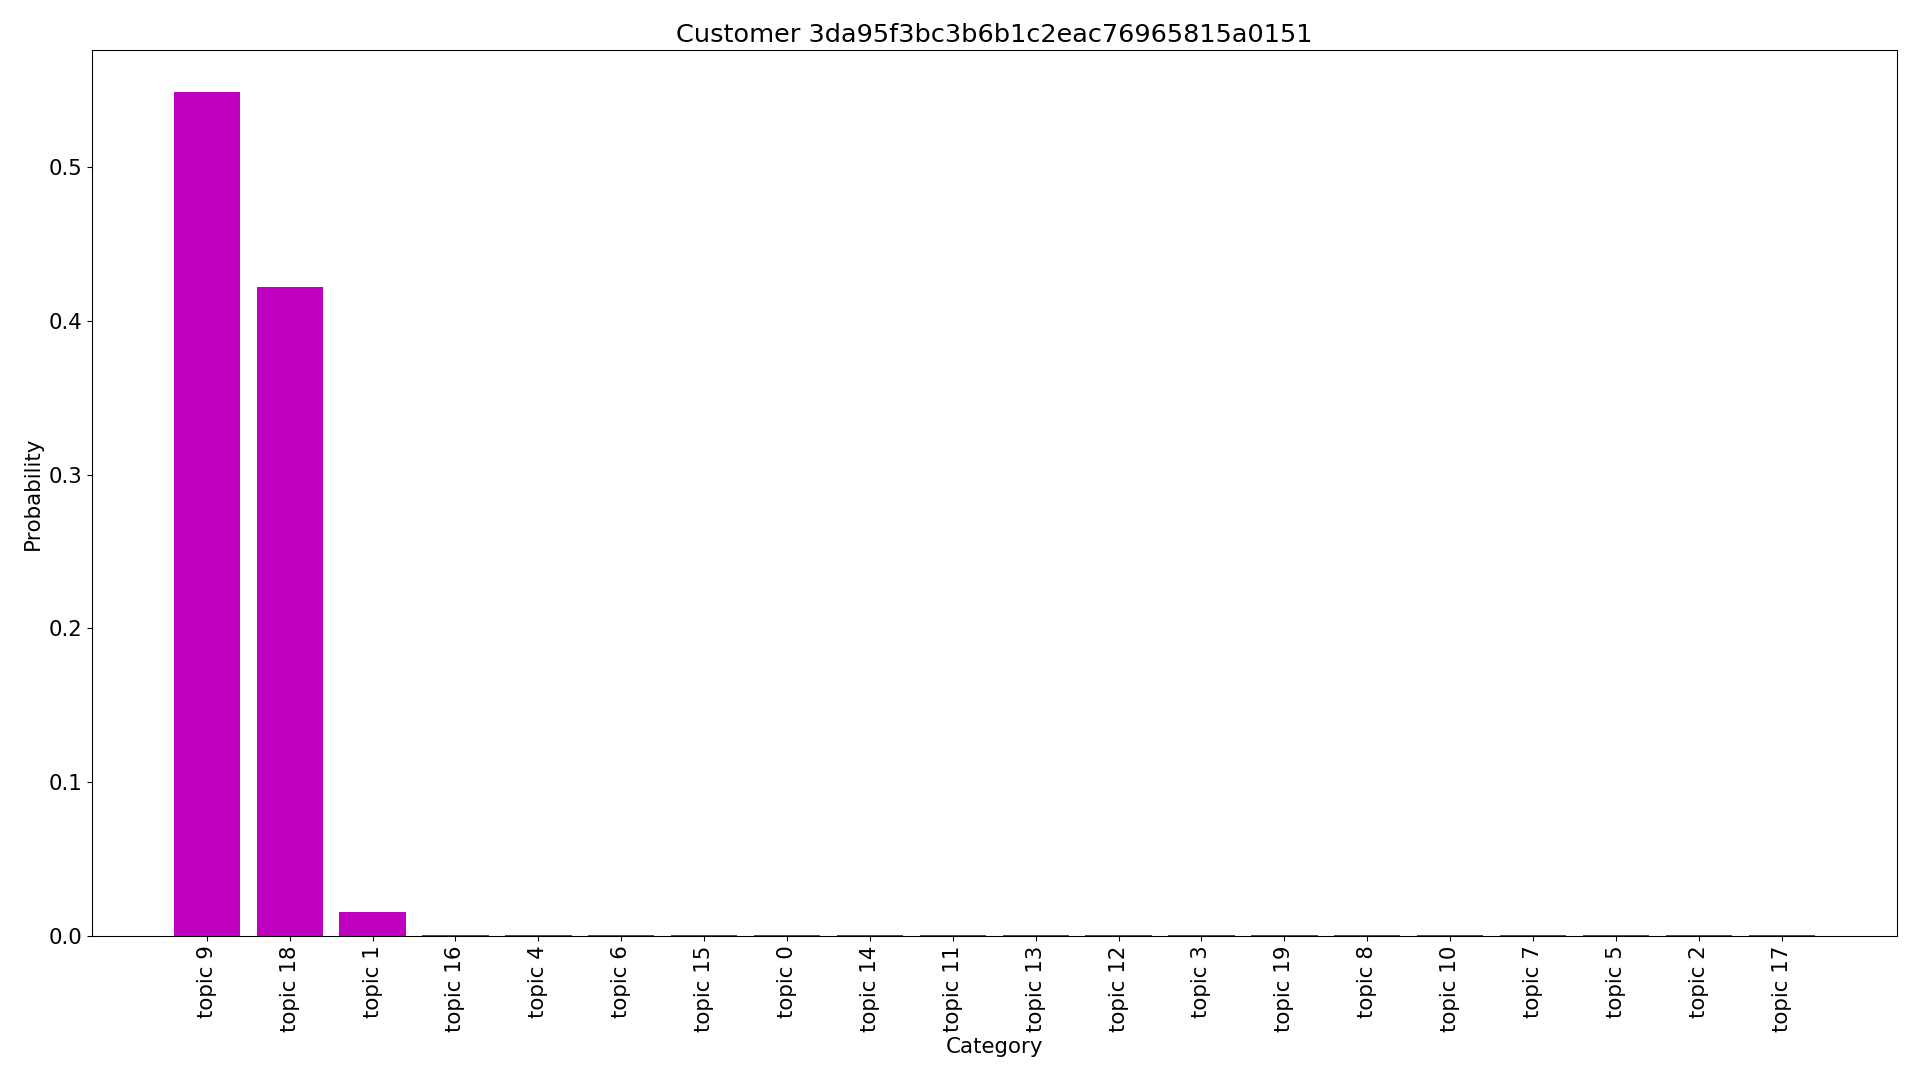 Customer 3da95f3bc3b6b1c2eac76965815a0151
Probability
0.5
0.4
0.3
0.2
0.1
0.0
topic 9
topic 18
topic 1
topic 16
topic 4
topic 6
topic 15
topic 0
topic 14
topic 11
topic 13
topic 12
topic 3
topic 19
topic 8
topic 10
topic 7
topic 5
topic 2
topic 17
Category